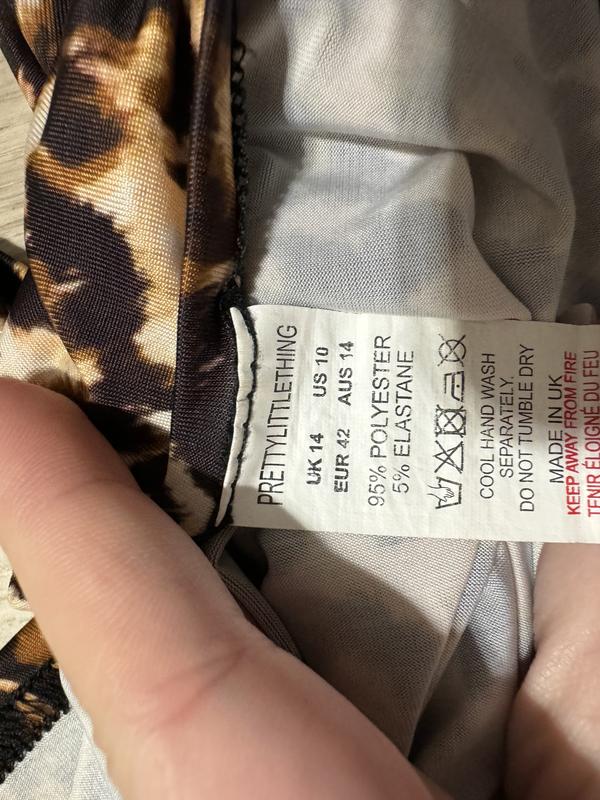 PRETTYLITTLETHING
UK 14 US 10
EUR 42 AUS 14
95% POLYESTER
5% ELASTANE
COOL HAND WASH
SEPARATELY.
DO NOT TUMBLE DRY
MADE IN UK
KEEP AWAY FROM FIRE
TENIR ÉLOIGNÉ DU FEU